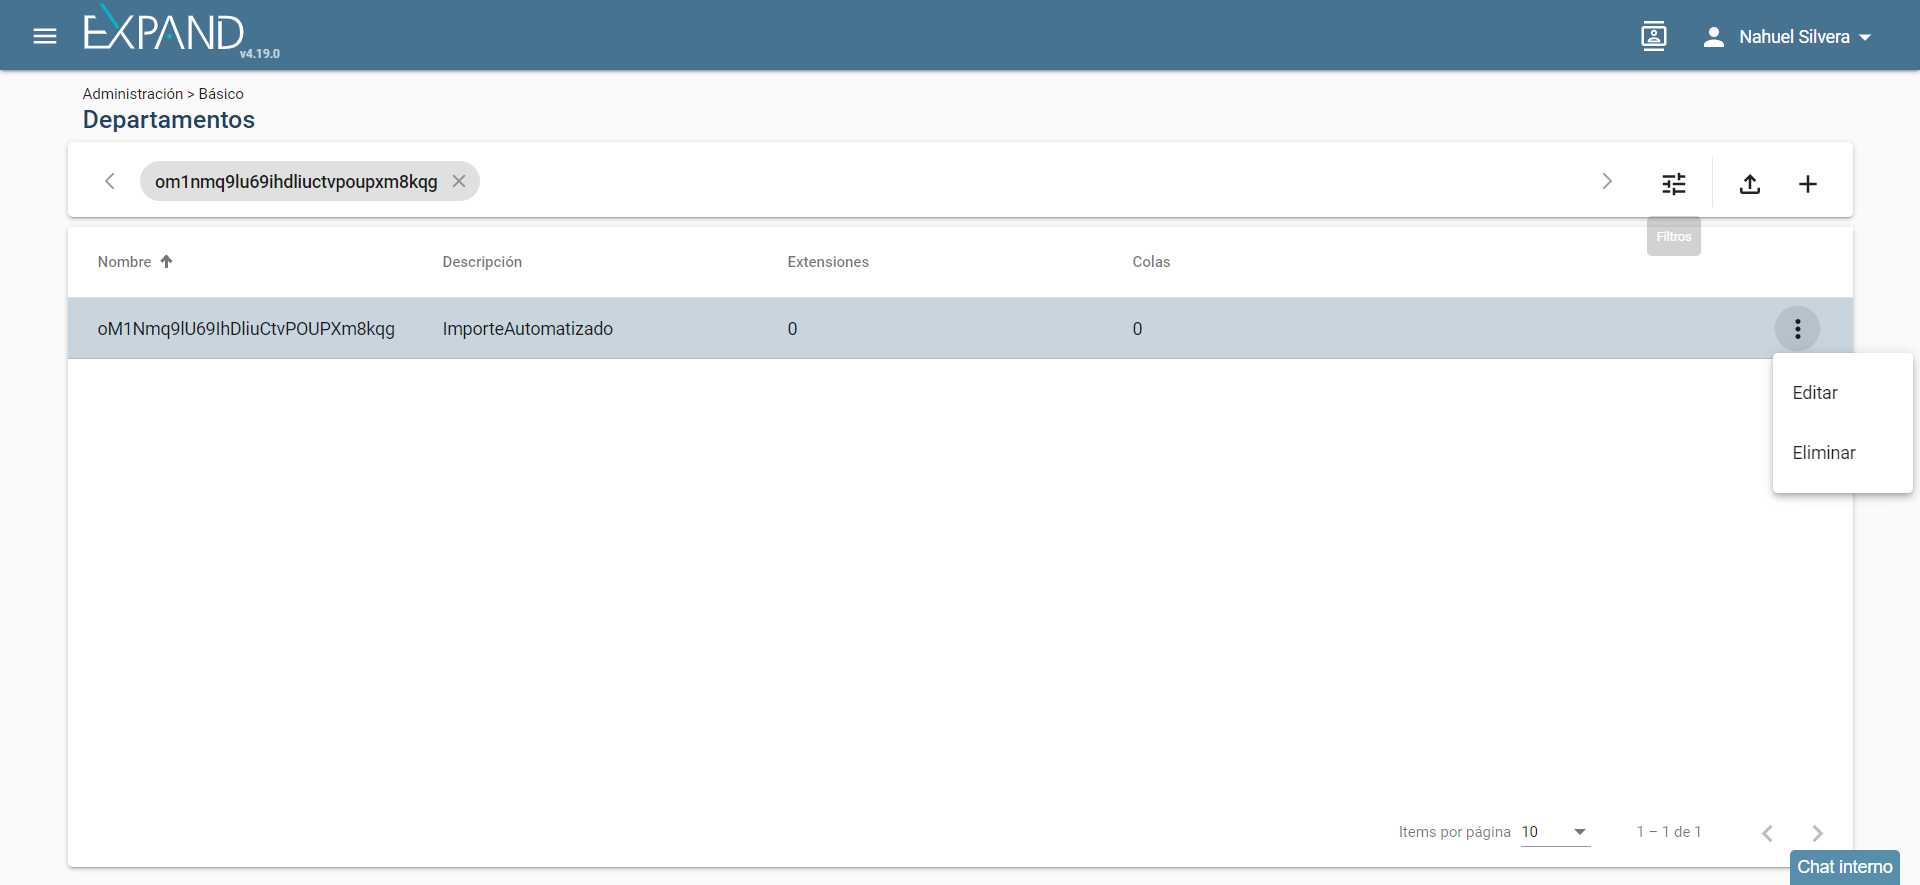 EXPAND
v4.19.0
Nahuel Silvera
Administración > Básico
Departamentos
om1nmq9lu69ihdliuctvpoupxm8kqg
Filtros
Nombre Descripción Extensiones Colas
oM1Nmq9lU69IhDliuCtvPOUPXm8kqg ImporteAutomatizado 0 0
Editar
Eliminar
Items por página 10 1 – 1 de 1
Chat interno